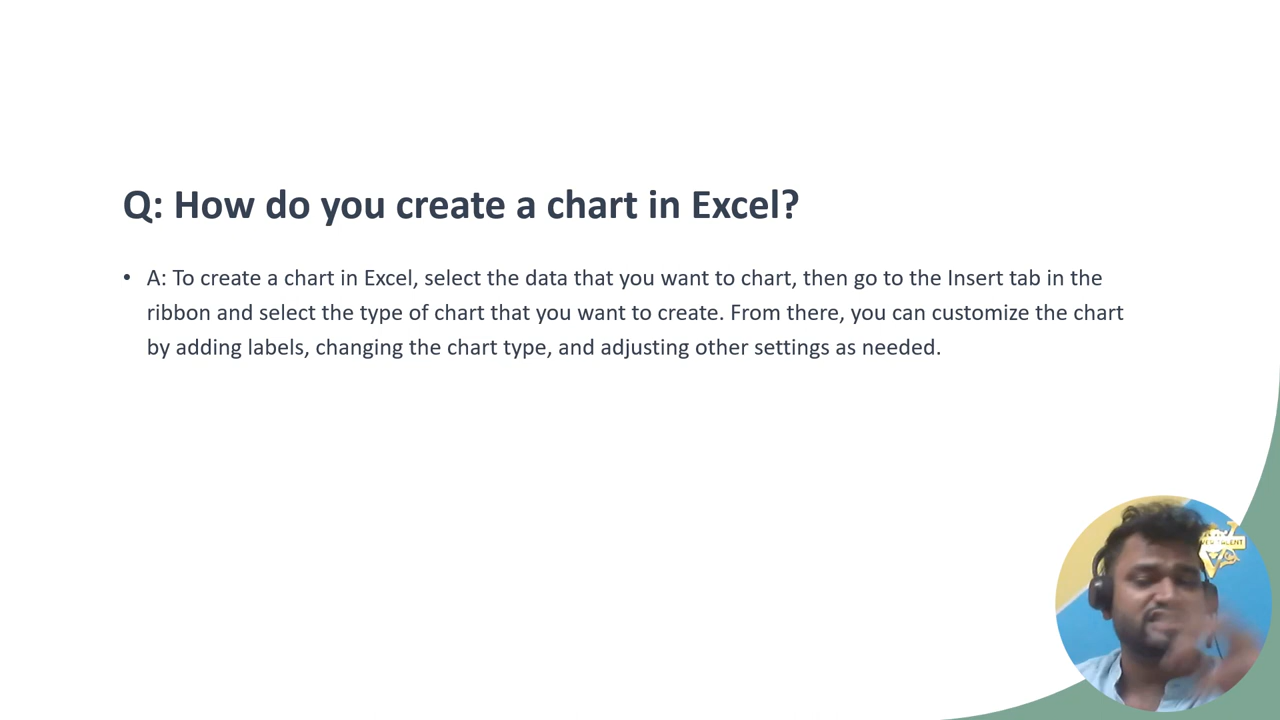 Q: How do you create a chart in Excel?
• A: To create a chart in Excel, select the data that you want to chart, then go to the Insert tab in the
ribbon and select the type of chart that you want to create. From there, you can customize the chart
by adding labels, changing the chart type, and adjusting other settings as needed.